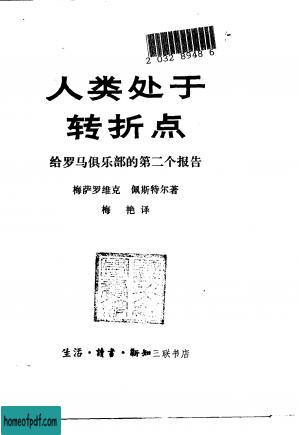 2 032 8948 6
人类处于
转折点
给罗马俱乐部的第二个报告
梅萨罗维克 佩斯特尔著
梅 艳 译
生活·读书·新知三联书店
homeofpdf.com